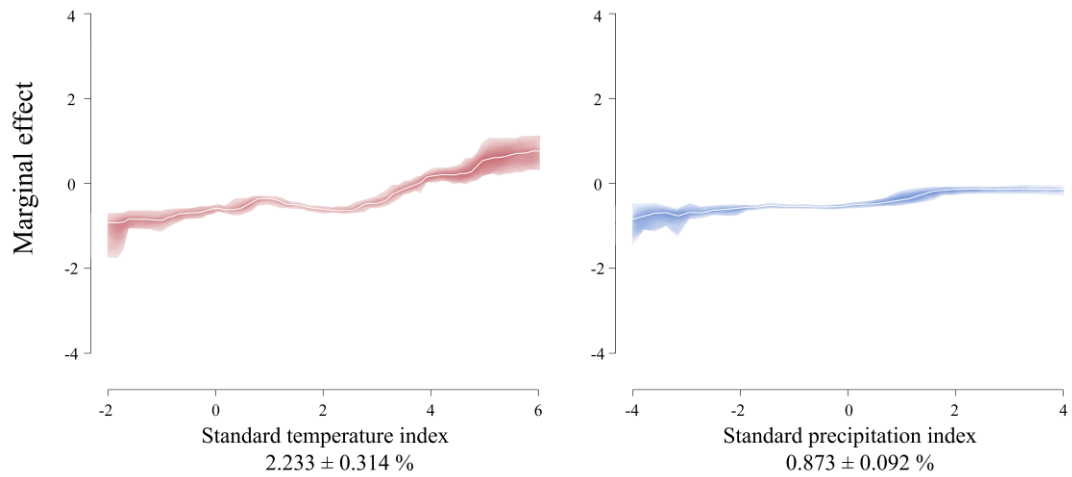 Marginal effect
4
2
0
-2
-4
-2 0 2 4 6
Standard temperature index
2.233 ± 0.314 %
4
2
0
-2
-4
-4 -2 0 2 4
Standard precipitation index
0.873 ± 0.092 %